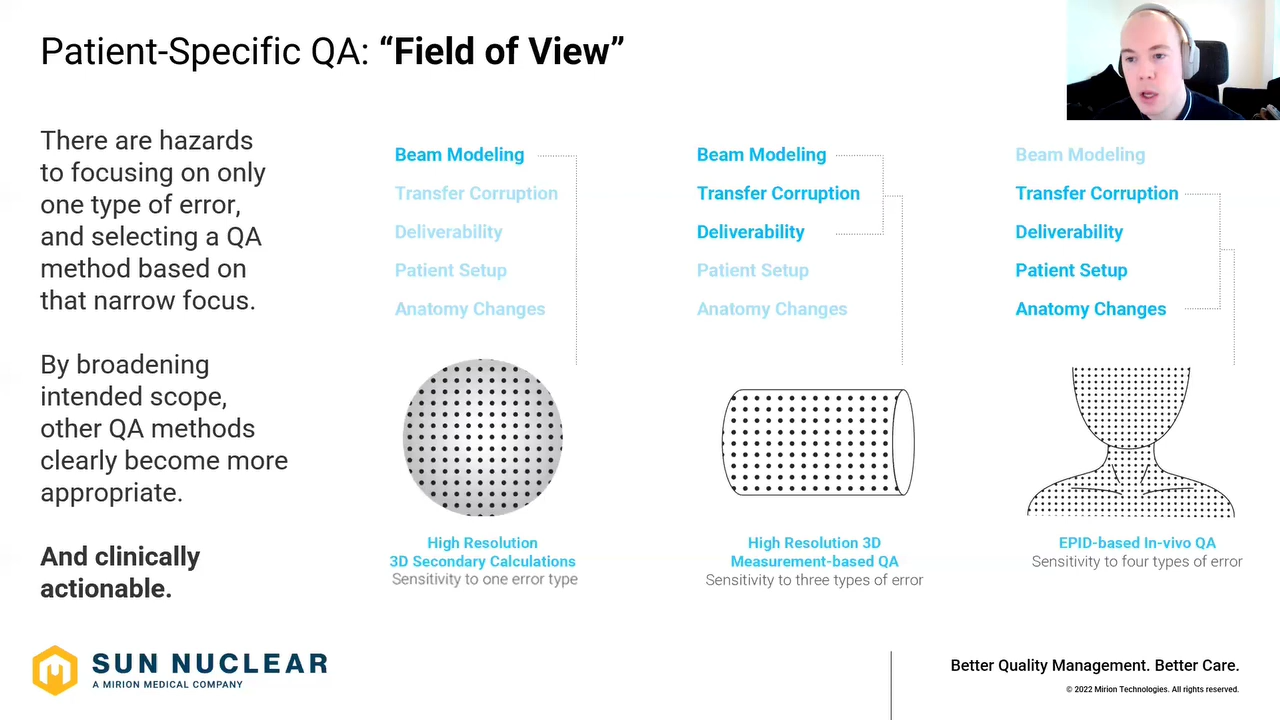 Patient-Specific QA: “Field of View”
There are hazards
to focusing on only
one type of error,
and selecting a QA
method based on
that narrow focus.
By broadening
intended scope,
other QA methods
clearly become more
appropriate.
And clinically
actionable.
Beam Modeling
Transfer Corruption
Deliverability
Patient Setup
Anatomy Changes
High Resolution
3D Secondary Calculations
Sensitivity to one error type
Beam Modeling
Transfer Corruption
Deliverability
Patient Setup
Anatomy Changes
High Resolution 3D
Measurement-based QA
Sensitivity to three types of error
Beam Modeling
Transfer Corruption
Deliverability
Patient Setup
Anatomy Changes
EPID-based In-vivo QA
Sensitivity to four types of error
SUN NUCLEAR
A MIRION MEDICAL COMPANY
Better Quality Management. Better Care.
© 2022 Mirion Technologies. All rights reserved.